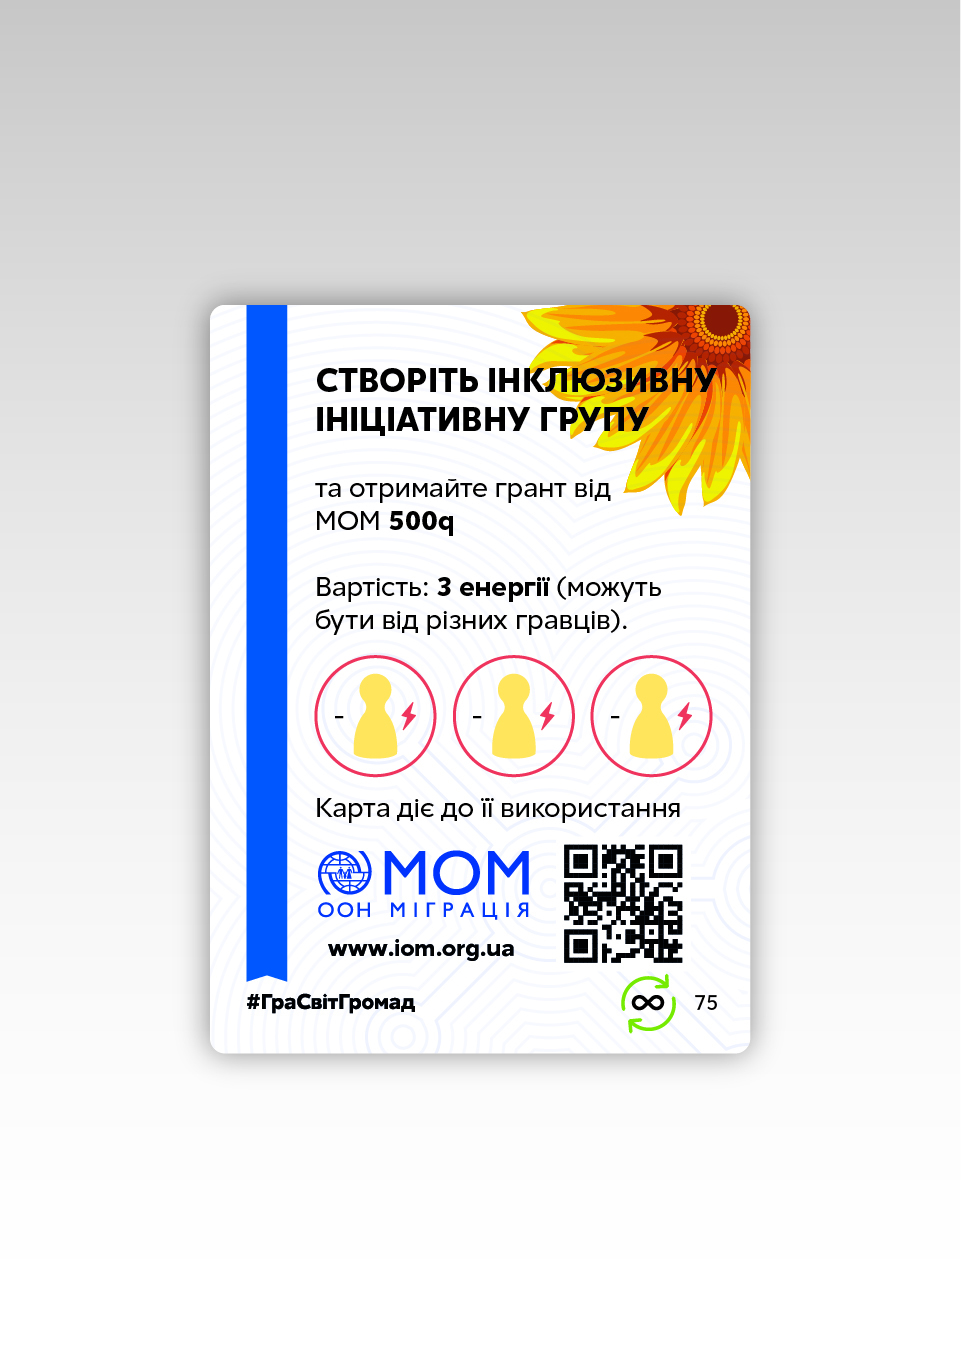 СТВОРІТЬ ІНКЛЮЗИВНУ
ІНІЦІАТИВНУ ГРУПУ
та отримайте грант від
МОМ 500q
Вартість: 3 енергії (можуть
бути від різних гравців).
- - -
Карта діє до її використання
МОМ
ООН МІГРАЦІЯ
www.iom.org.ua
#ГраСвітГромад
75